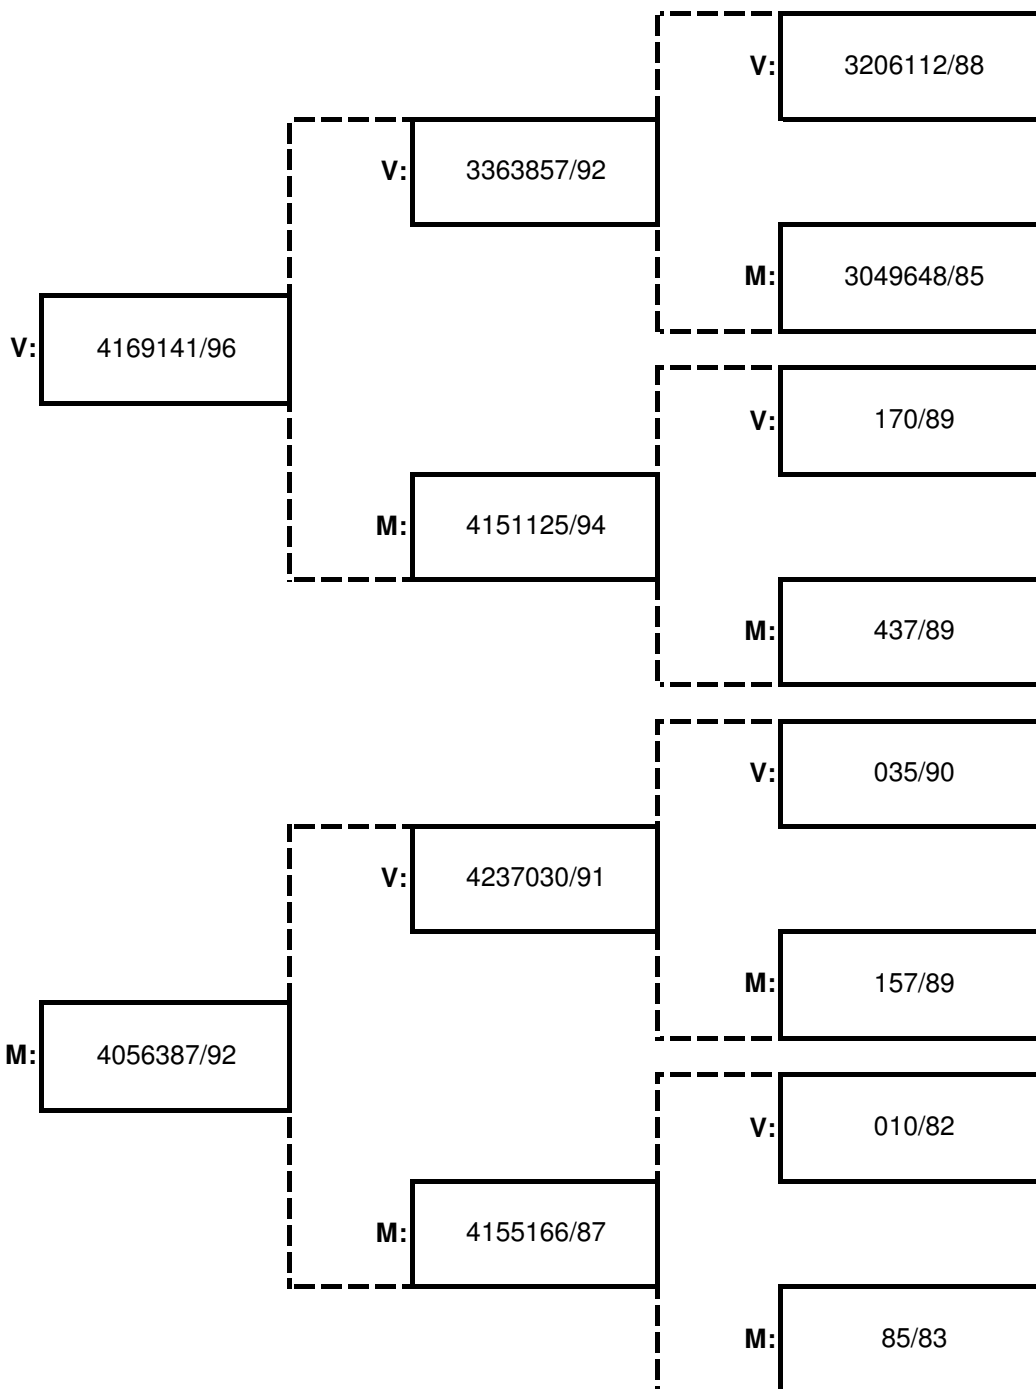 V: 3206112/88
V: 3363857/92
M: 3049648/85
V: 4169141/96
V: 170/89
M: 4151125/94
M: 437/89
V: 035/90
V: 4237030/91
M: 157/89
M: 4056387/92
V: 010/82
M: 4155166/87
M: 85/83